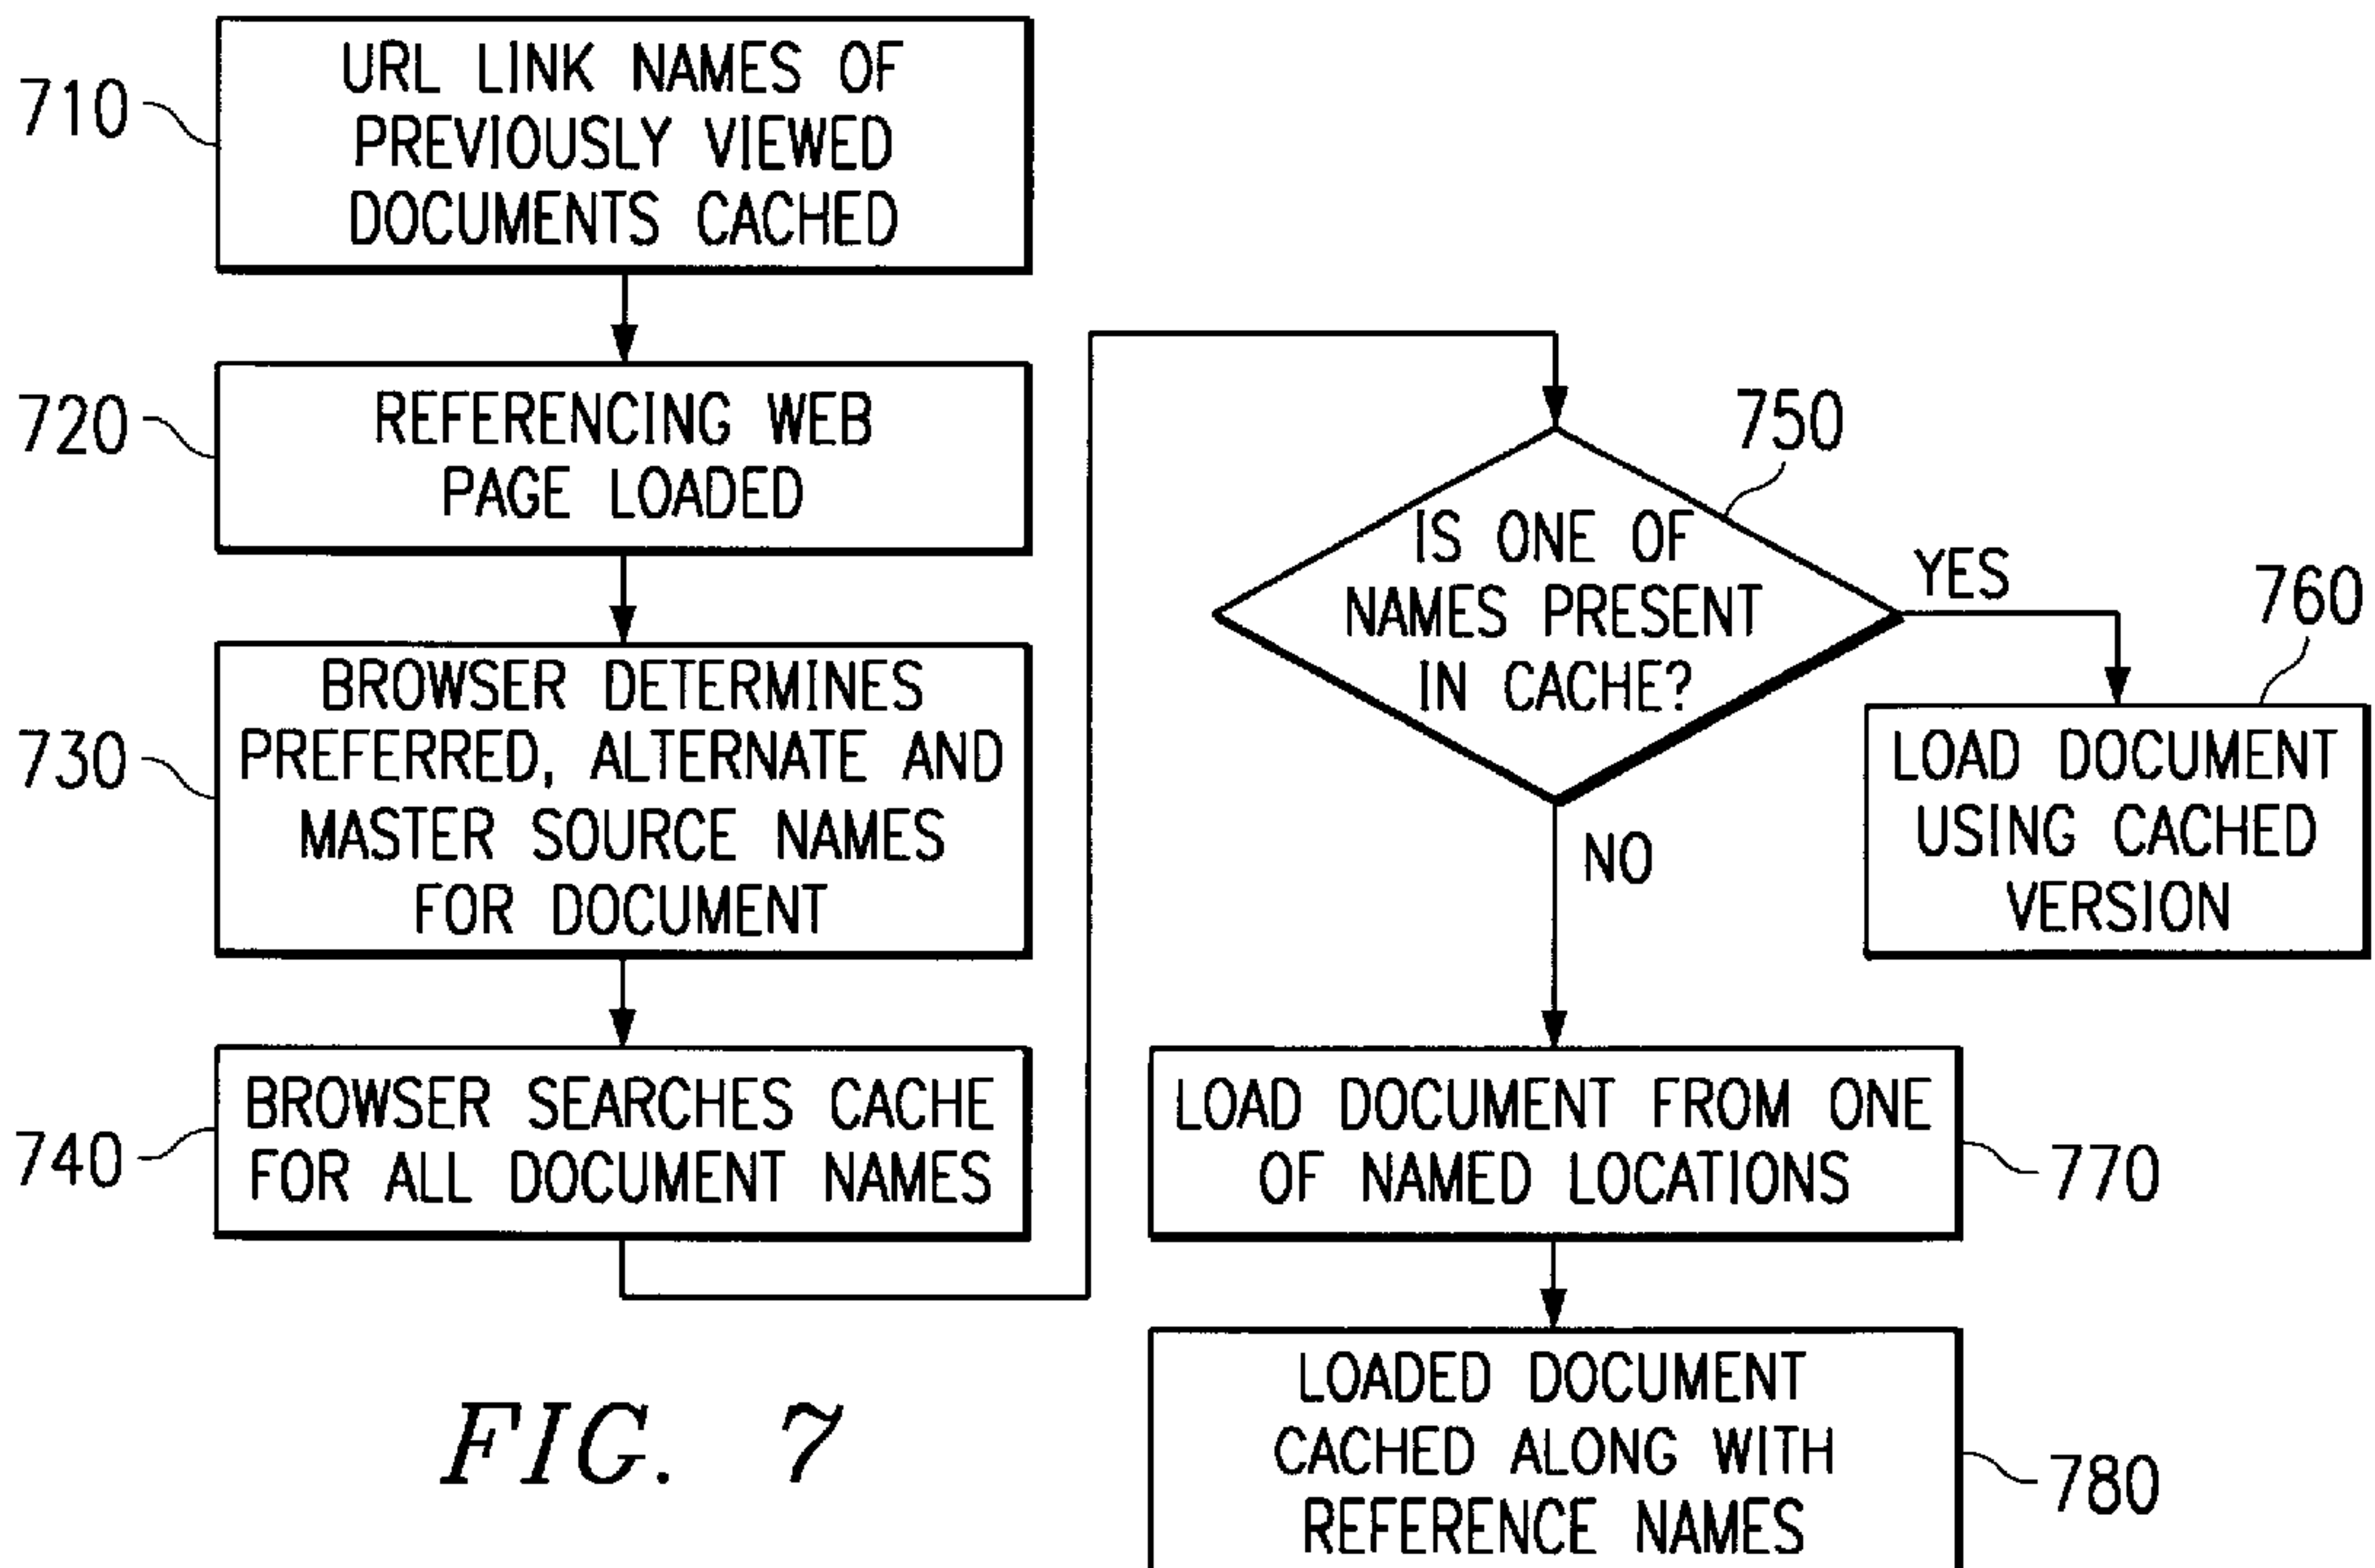 710
URL LINK NAMES OF
PREVIOUSLY VIEWED
DOCUMENTS CACHED
720
REFERENCING WEB
PAGE LOADED
730
BROWSER DETERMINES
PREFERRED, ALTERNATE AND
MASTER SOURCE NAMES
FOR DOCUMENT
740
BROWSER SEARCHES CACHE
FOR ALL DOCUMENT NAMES
750
IS ONE OF
NAMES PRESENT
IN CACHE?
YES
NO
760
LOAD DOCUMENT
USING CACHED
VERSION
LOAD DOCUMENT FROM ONE
OF NAMED LOCATIONS
770
LOADED DOCUMENT
CACHED ALONG WITH
REFERENCE NAMES
780
FIG. 7